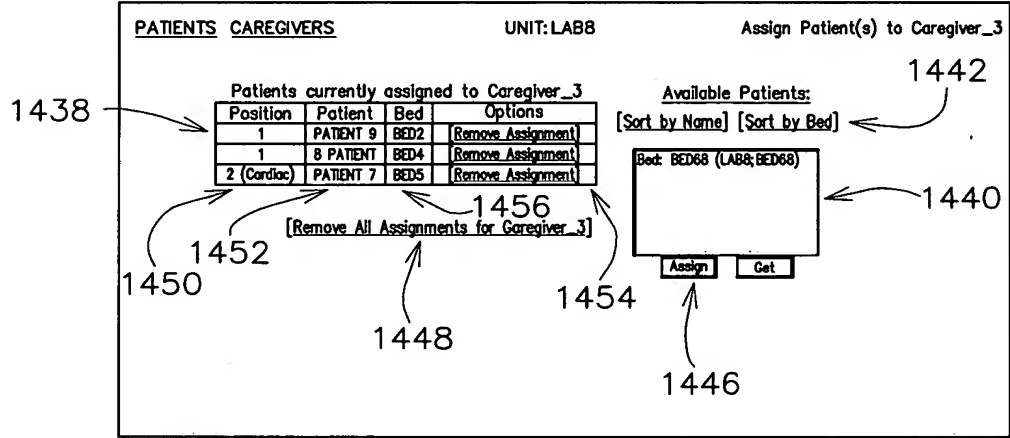 PATIENTS CAREGIVERS UNIT: LAB8 Assign Patient(s) to Caregiver_3
1442
Patients currently assigned to Caregiver_3 Available Patients:
1438
Position Patient Bed Options
[Sort by Name] [Sort by Bed]
1 PATIENT 9 BED2 [Remove Assignment]
1 8 PATIENT BED4 [Remove Assignment]
2 (Cardiac) PATIENT 7 BED5 [Remove Assignment]
Bed: BED68 (LAB8; BED68)
1440
1456
[Remove All Assignments for Caregiver_3]
1452
1450
Assign Get
1454
1448
1446